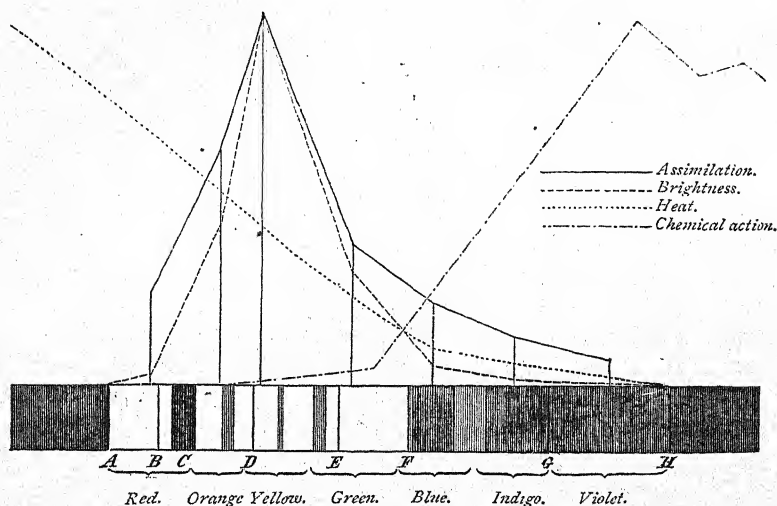 Assimilation.
Brightness.
Heat.
Chemical action.
A B C D E F G H
Red. Orange Yellow. Green. Blue. Indigo. Violet.